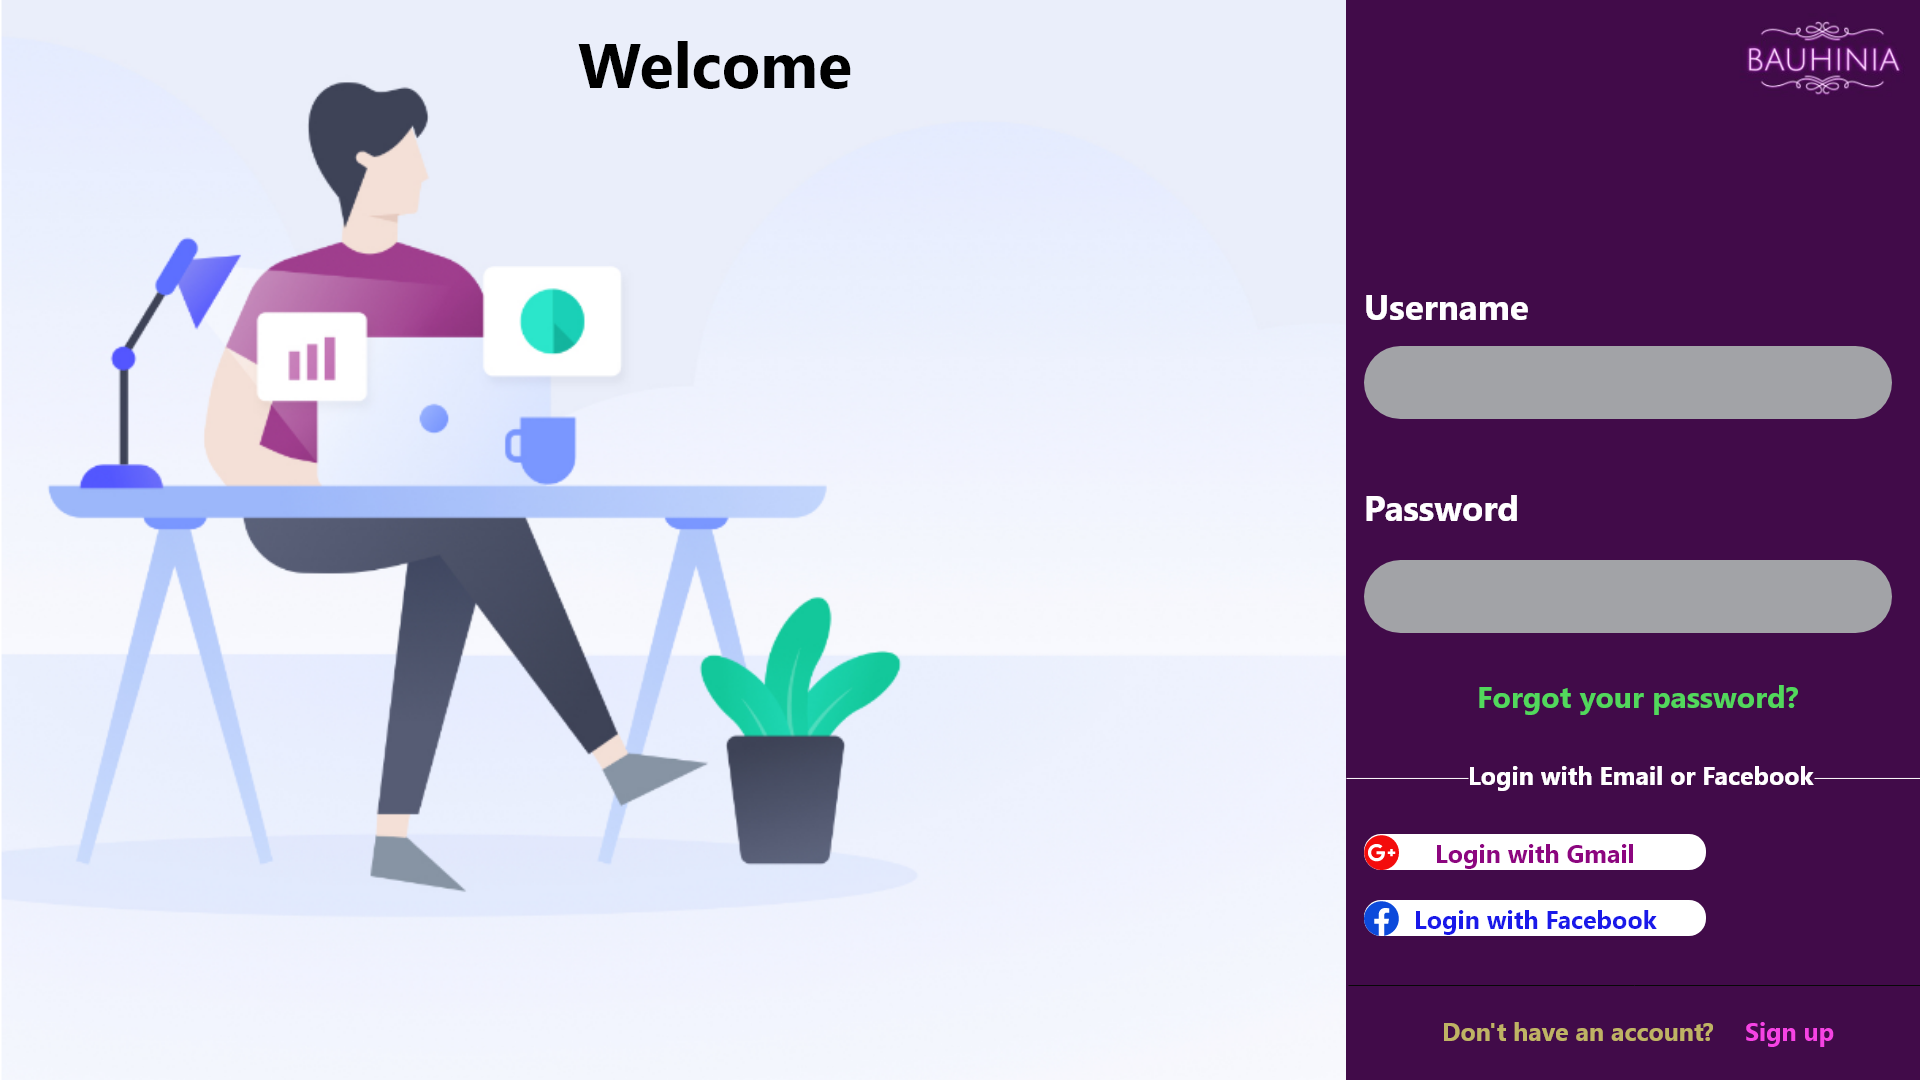 Welcome
BAUHINIA
Username
Password
Forgot your password?
Login with Email or Facebook
G+ Login with Gmail
f Login with Facebook
Don't have an account? Sign up